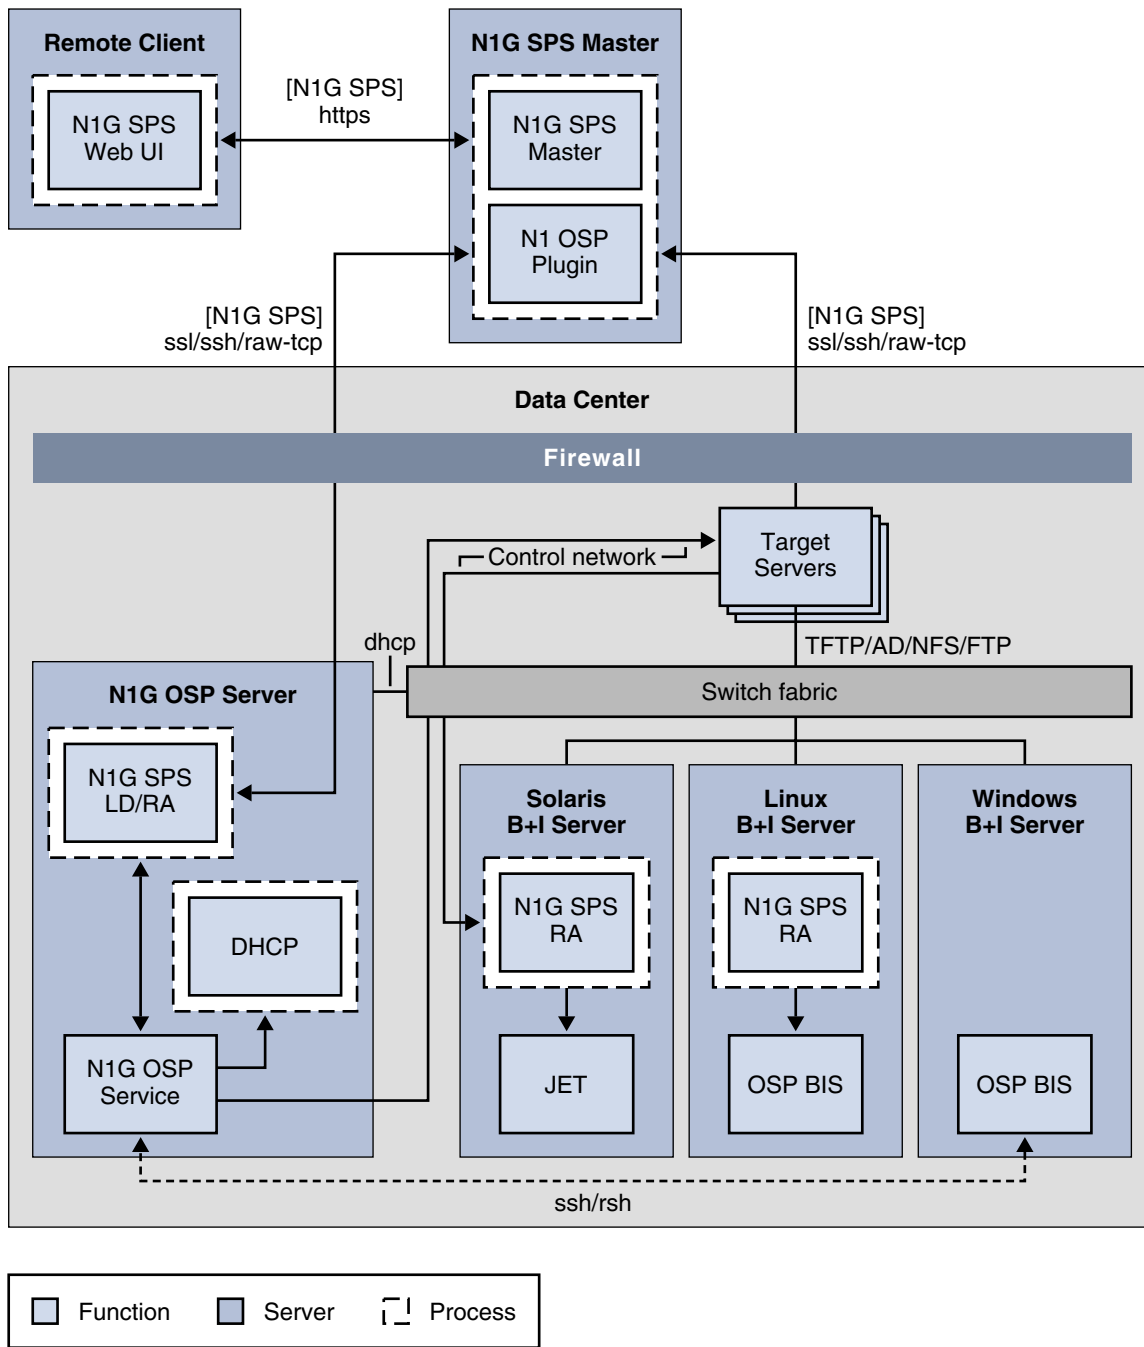 Remote Client
N1G SPS
Web UI
[N1G SPS]
https
N1G SPS Master
N1G SPS
Master
N1 OSP
Plugin
[N1G SPS]
ssl/ssh/raw-tcp
[N1G SPS]
ssl/ssh/raw-tcp
Data Center
Firewall
Target
Servers
Control network
TFTP/AD/NFS/FTP
dhcp
Switch fabric
N1G OSP Server
N1G SPS
LD/RA
DHCP
N1G OSP
Service
Solaris
B+I Server
N1G SPS
RA
JET
Linux
B+I Server
N1G SPS
RA
OSP BIS
Windows
B+I Server
OSP BIS
ssh/rsh
Function
Server
Process